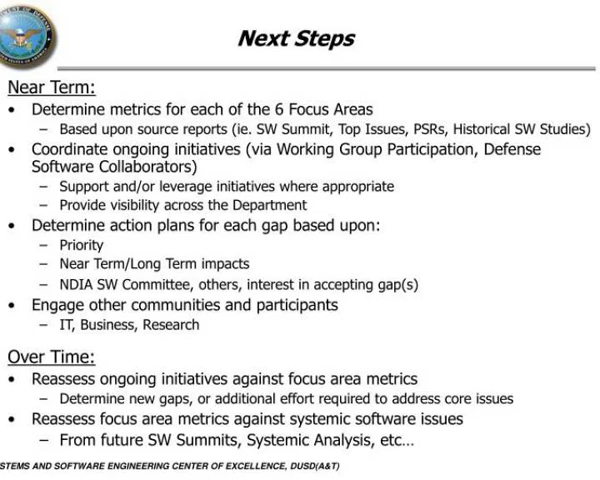 Next Steps
Near Term:
• Determine metrics for each of the 6 Focus Areas
– Based upon source reports (ie. SW Summit, Top Issues, PSRs, Historical SW Studies)
• Coordinate ongoing initiatives (via Working Group Participation, Defense
Software Collaborators)
– Support and/or leverage initiatives where appropriate
– Provide visibility across the Department
• Determine action plans for each gap based upon:
– Priority
– Near Term/Long Term impacts
– NDIA SW Committee, others, interest in accepting gap(s)
• Engage other communities and participants
– IT, Business, Research
Over Time:
• Reassess ongoing initiatives against focus area metrics
– Determine new gaps, or additional effort required to address core issues
• Reassess focus area metrics against systemic software issues
– From future SW Summits, Systemic Analysis, etc…
STEMS AND SOFTWARE ENGINEERING CENTER OF EXCELLENCE, DUSD(A&T)